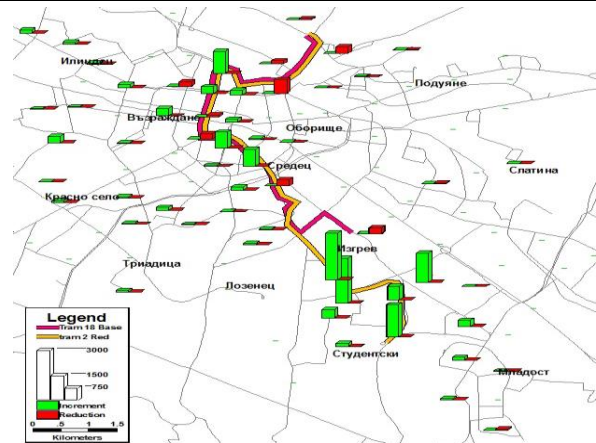 Илинден
Подуяне
Възраждане
Оборище
Средец
Слатина
Красно село
Изгрев
Триадица
Лозенец
Студентски
Младост
Legend
Tram 18 Base
tram 2 Red
3000
1500
750
Increment
Reduction
0 .5 1 1.5
Kilometers